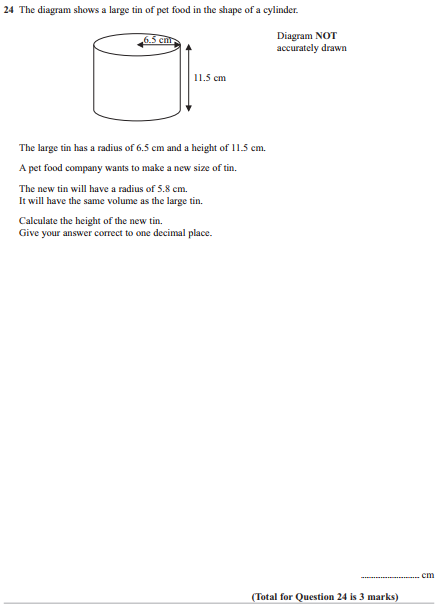 24 The diagram shows a large tin of pet food in the shape of a cylinder.
6.5 cm
Diagram NOT
accurately drawn
11.5 cm
The large tin has a radius of 6.5 cm and a height of 11.5 cm.
A pet food company wants to make a new size of tin.
The new tin will have a radius of 5.8 cm.
It will have the same volume as the large tin.
Calculate the height of the new tin.
Give your answer correct to one decimal place.
.............................. cm
(Total for Question 24 is 3 marks)